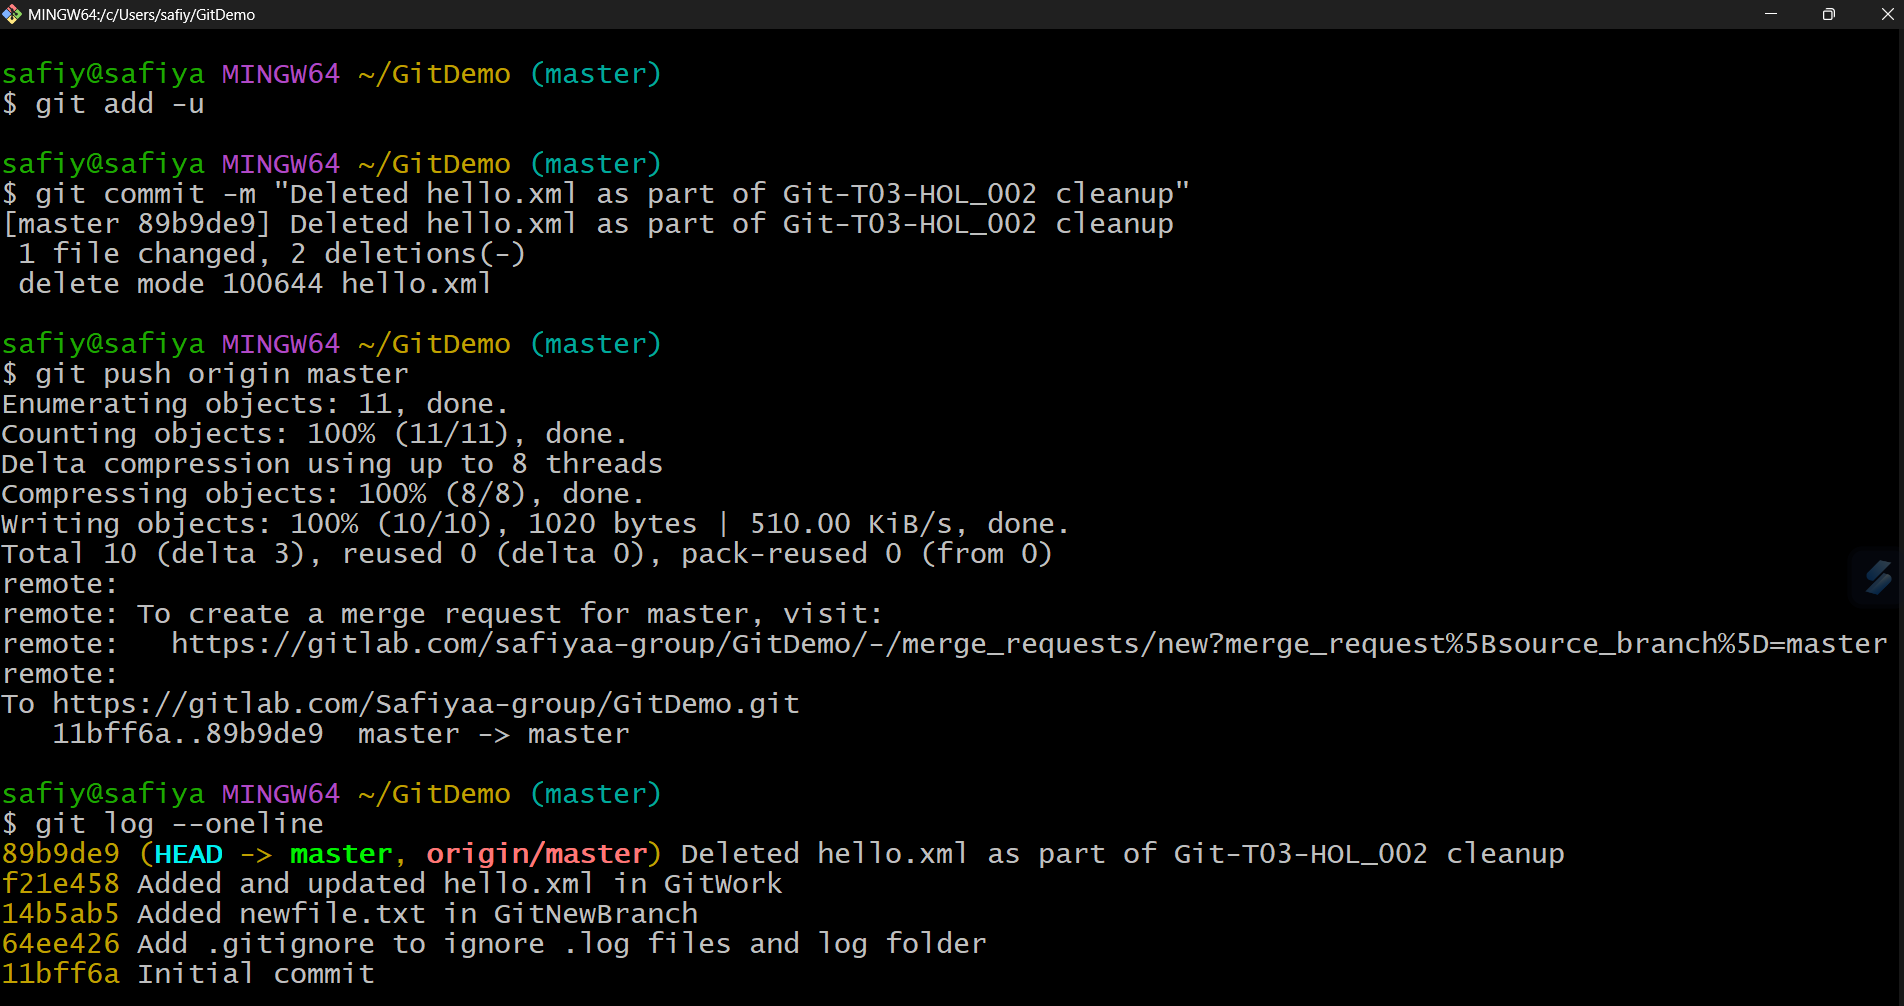 MINGW64:/c/Users/safiy/GitDemo
safiy@safiya MINGW64 ~/GitDemo (master)
$ git add -u
safiy@safiya MINGW64 ~/GitDemo (master)
$ git commit -m "Deleted hello.xml as part of Git-T03-HOL_002 cleanup"
[master 89b9de9] Deleted hello.xml as part of Git-T03-HOL_002 cleanup
 1 file changed, 2 deletions(-)
 delete mode 100644 hello.xml
safiy@safiya MINGW64 ~/GitDemo (master)
$ git push origin master
Enumerating objects: 11, done.
Counting objects: 100% (11/11), done.
Delta compression using up to 8 threads
Compressing objects: 100% (8/8), done.
Writing objects: 100% (10/10), 1020 bytes | 510.00 KiB/s, done.
Total 10 (delta 3), reused 0 (delta 0), pack-reused 0 (from 0)
remote:
remote: To create a merge request for master, visit:
remote:   https://gitlab.com/safiyaa-group/GitDemo/-/merge_requests/new?merge_request%5Bsource_branch%5D=master
remote:
To https://gitlab.com/Safiyaa-group/GitDemo.git
   11bff6a..89b9de9  master -> master
safiy@safiya MINGW64 ~/GitDemo (master)
$ git log --oneline
89b9de9 (HEAD -> master, origin/master) Deleted hello.xml as part of Git-T03-HOL_002 cleanup
f21e458 Added and updated hello.xml in GitWork
14b5ab5 Added newfile.txt in GitNewBranch
64ee426 Add .gitignore to ignore .log files and log folder
11bff6a Initial commit